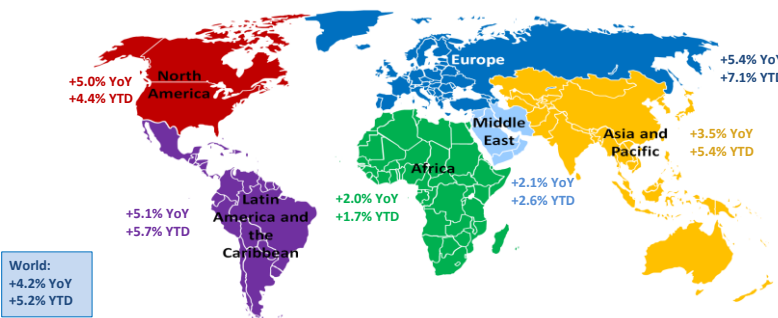 Europe
+5.4% YoY
+7.1% YTD
North
America
+5.0% YoY
+4.4% YTD
Middle
East
+2.1% YoY
+2.6% YTD
Asia and
Pacific
+3.5% YoY
+5.4% YTD
Africa
+2.0% YoY
+1.7% YTD
Latin
America and
the
Caribbean
+5.1% YoY
+5.7% YTD
World:
+4.2% YoY
+5.2% YTD